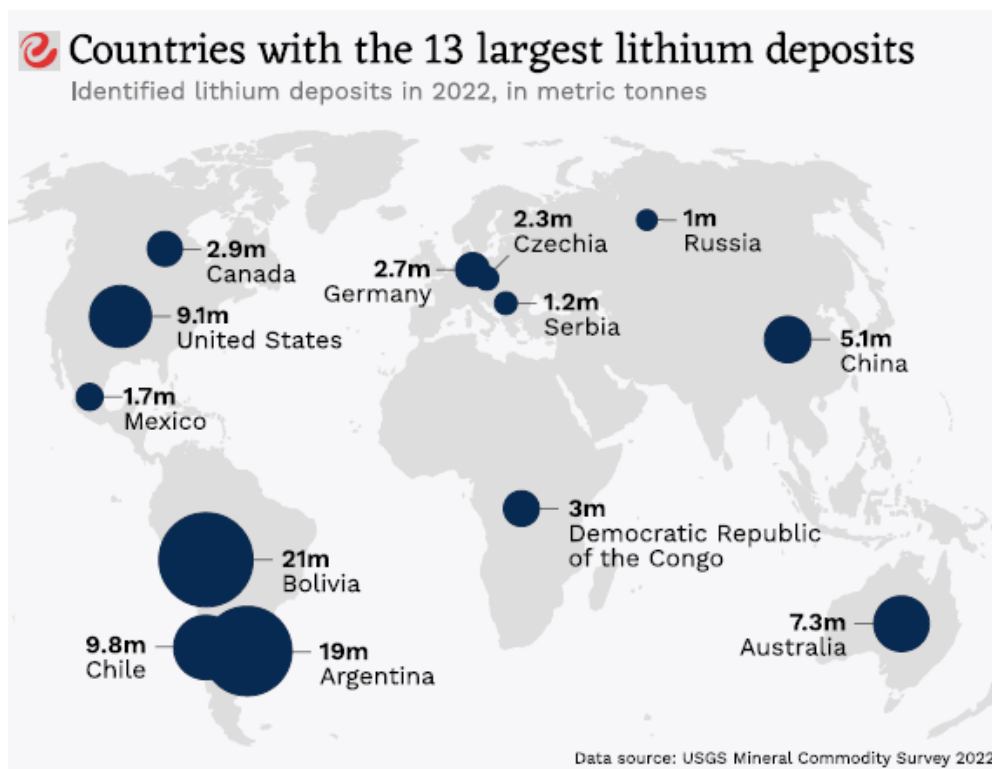 Countries with the 13 largest lithium deposits
Identified lithium deposits in 2022, in metric tonnes
2.9m
Canada
9.1m
United States
1.7m
Mexico
2.7m
Germany
2.3m
Czechia
1.2m
Serbia
1m
Russia
5.1m
China
3m
Democratic Republic
of the Congo
21m
Bolivia
9.8m
Chile
19m
Argentina
7.3m
Australia
Data source: USGS Mineral Commodity Survey 2022